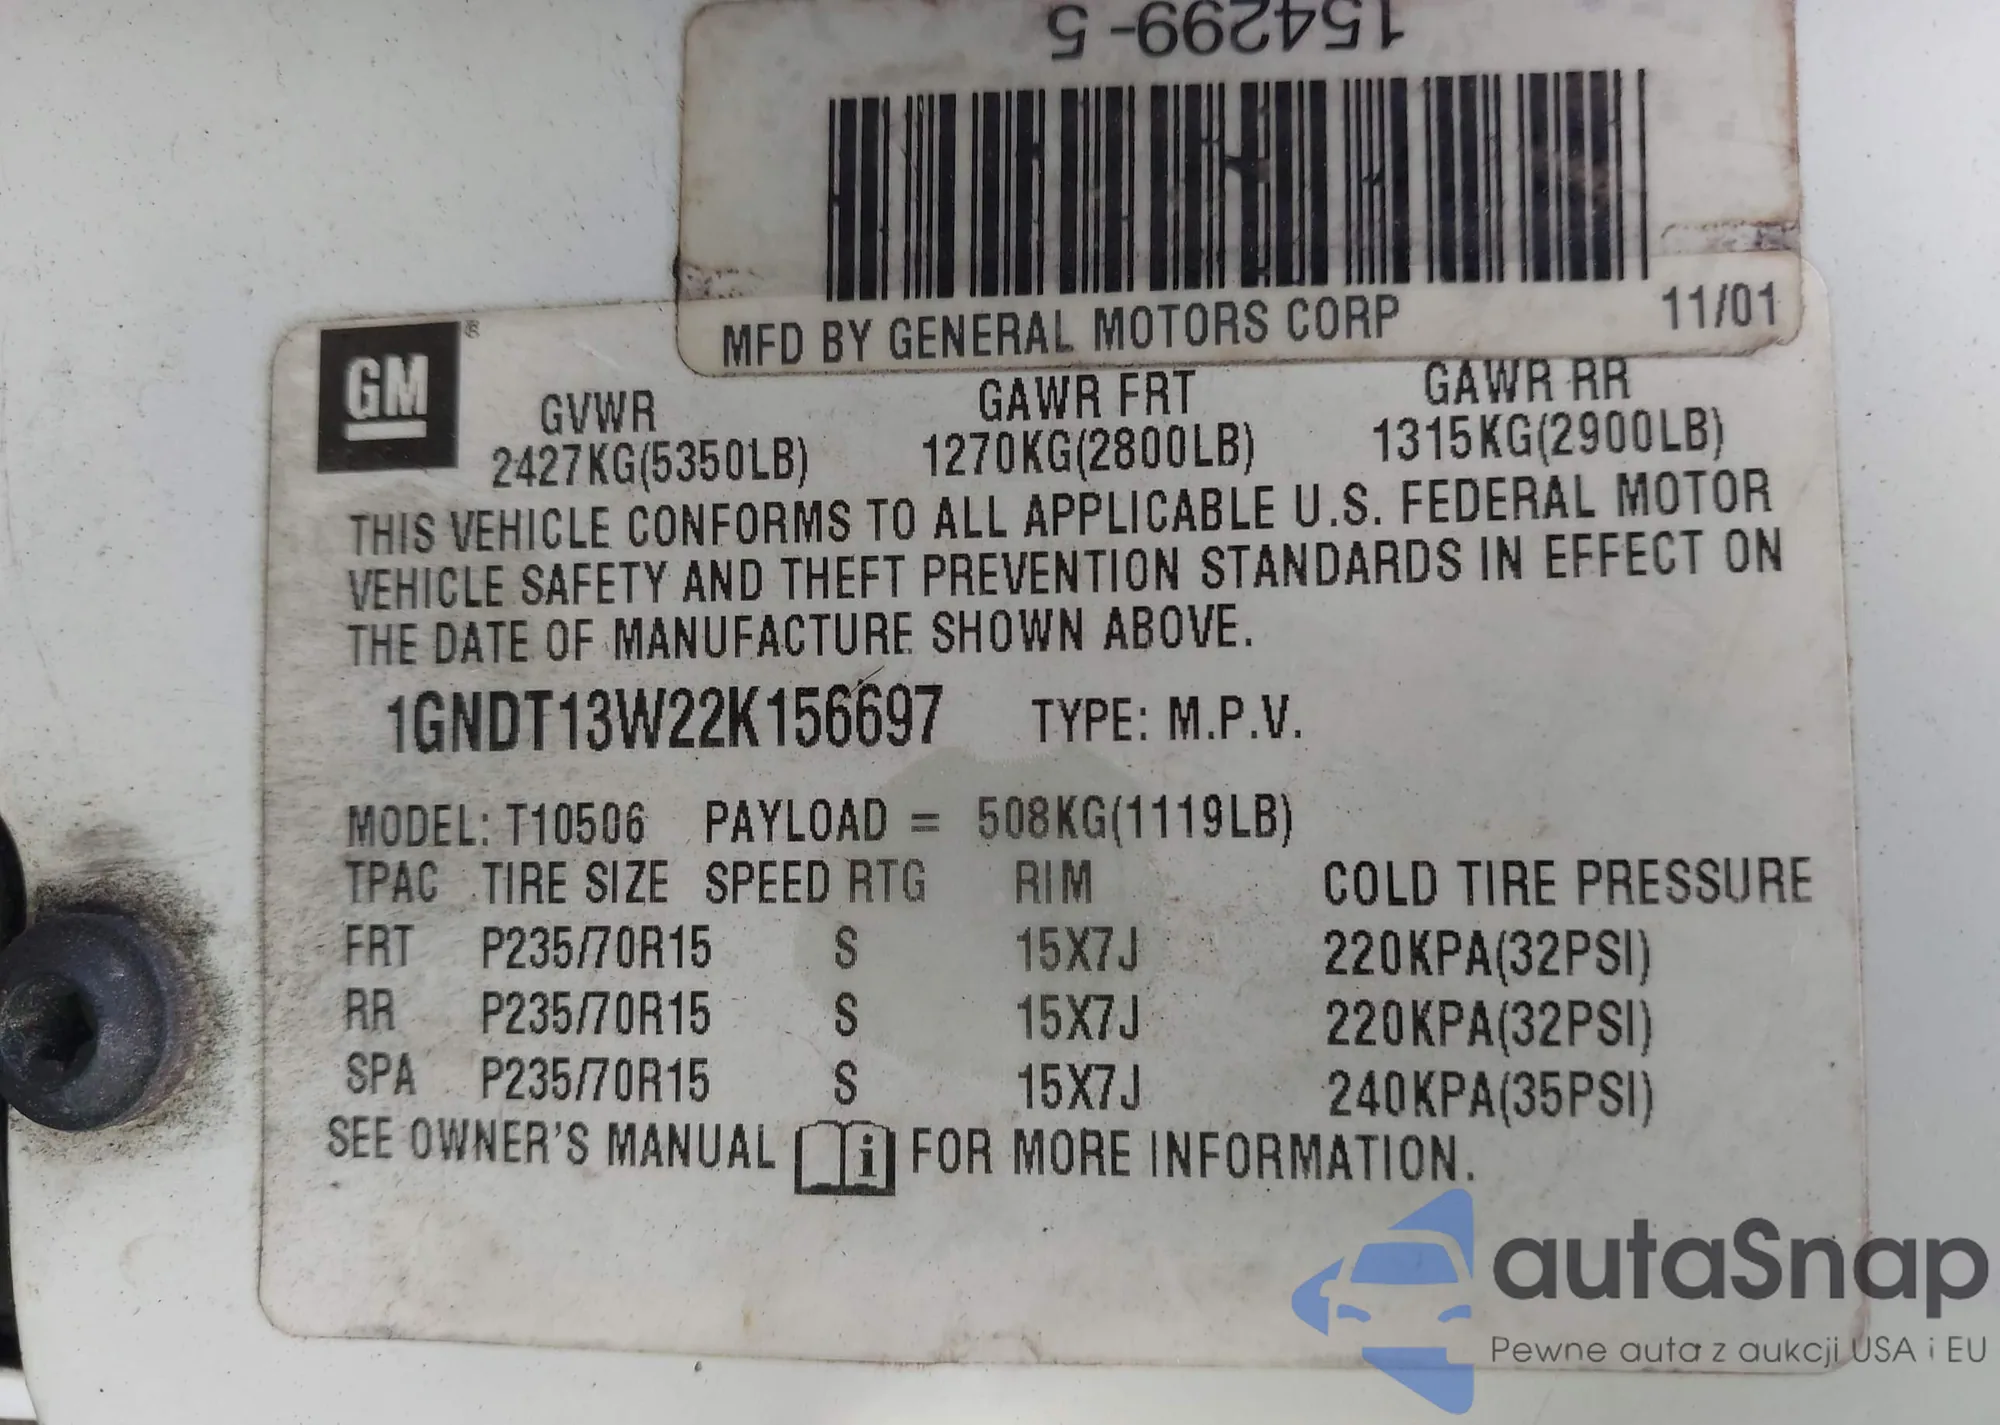 154299-5
MFD BY GENERAL MOTORS CORP 11/01
GM ®
GVWR GAWR FRT GAWR RR
2427KG(5350LB) 1270KG(2800LB) 1315KG(2900LB)
THIS VEHICLE CONFORMS TO ALL APPLICABLE U.S. FEDERAL MOTOR
VEHICLE SAFETY AND THEFT PREVENTION STANDARDS IN EFFECT ON
THE DATE OF MANUFACTURE SHOWN ABOVE.
1GNDT13W22K156697 TYPE: M.P.V.
MODEL: T10506 PAYLOAD = 508KG(1119LB)
TPAC TIRE SIZE SPEED RTG RIM COLD TIRE PRESSURE
FRT P235/70R15 S 15X7J 220KPA(32PSI)
RR P235/70R15 S 15X7J 220KPA(32PSI)
SPA P235/70R15 S 15X7J 240KPA(35PSI)
SEE OWNER'S MANUAL i FOR MORE INFORMATION.
autaSnap
Pewne auta z aukcji USA i EU